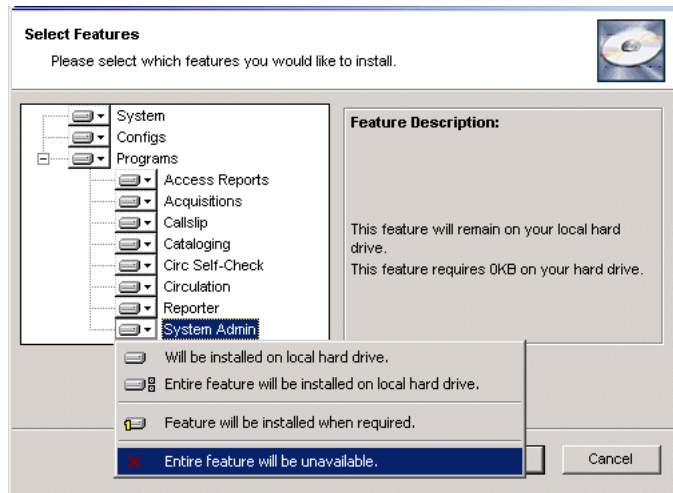 Select Features
Please select which features you would like to install.
System
Configs
Programs
Access Reports
Acquisitions
Callslip
Cataloging
Circ Self-Check
Circulation
Reporter
System Admin
Feature Description:
This feature will remain on your local hard
drive.
This feature requires 0KB on your hard drive.
Will be installed on local hard drive.
Entire feature will be installed on local hard drive.
Feature will be installed when required.
Entire feature will be unavailable.
Cancel